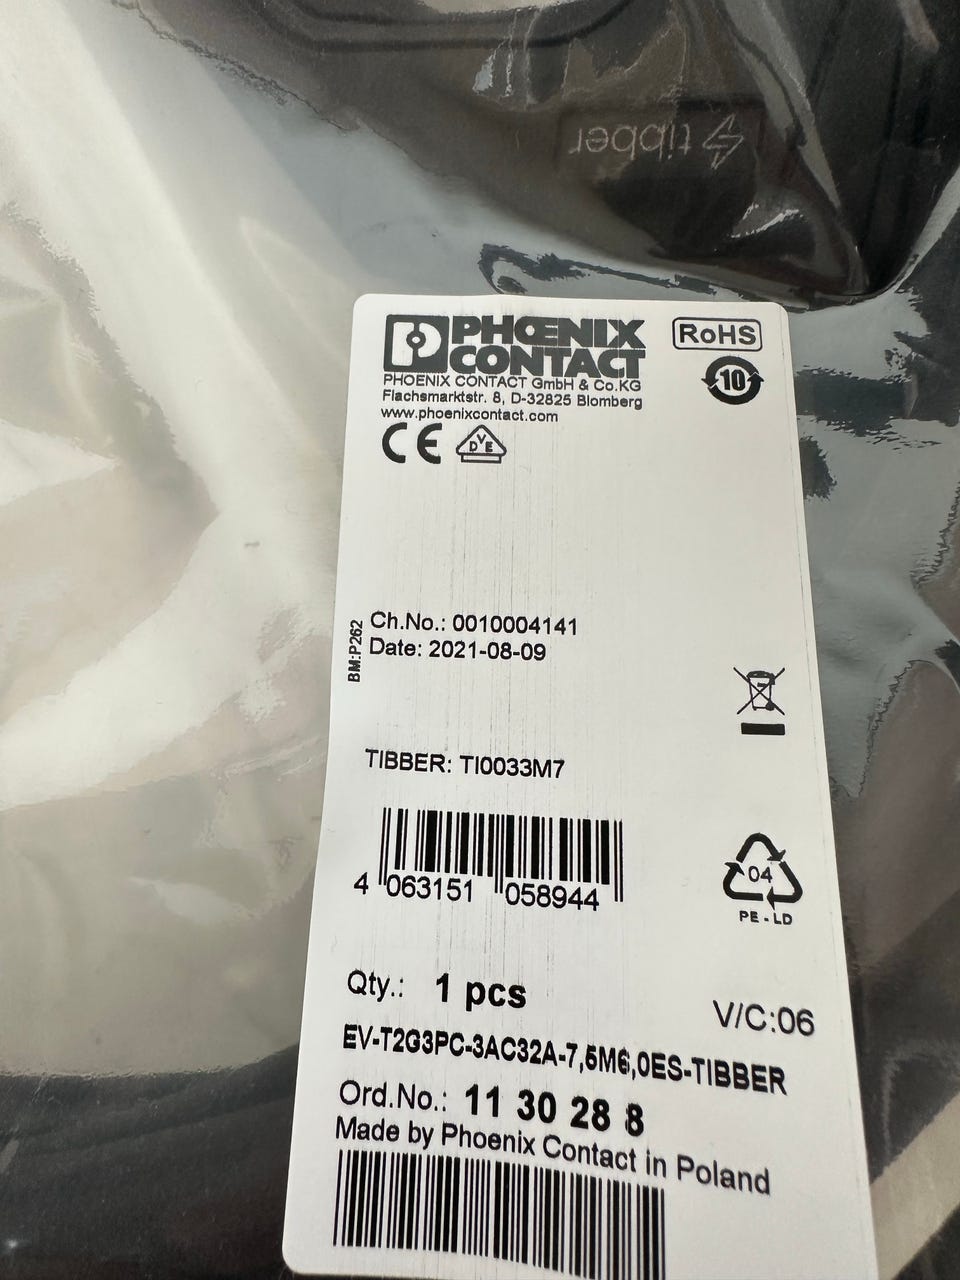 tibber
PHOENIX
CONTACT
RoHS
PHOENIX CONTACT GmbH & Co.KG
Flachsmarktstr. 8, D-32825 Blomberg
www.phoenixcontact.com
10
CE
DVE
Ch.No.: 0010004141
Date: 2021-08-09
BM:P262
TIBBER: TI0033M7
4 063151 058944
04
PE-LD
Qty.: 1 pcs
V/C:06
EV-T2G3PC-3AC32A-7,5M6,0ES-TIBBER
Ord.No.: 11 30 28 8
Made by Phoenix Contact in Poland